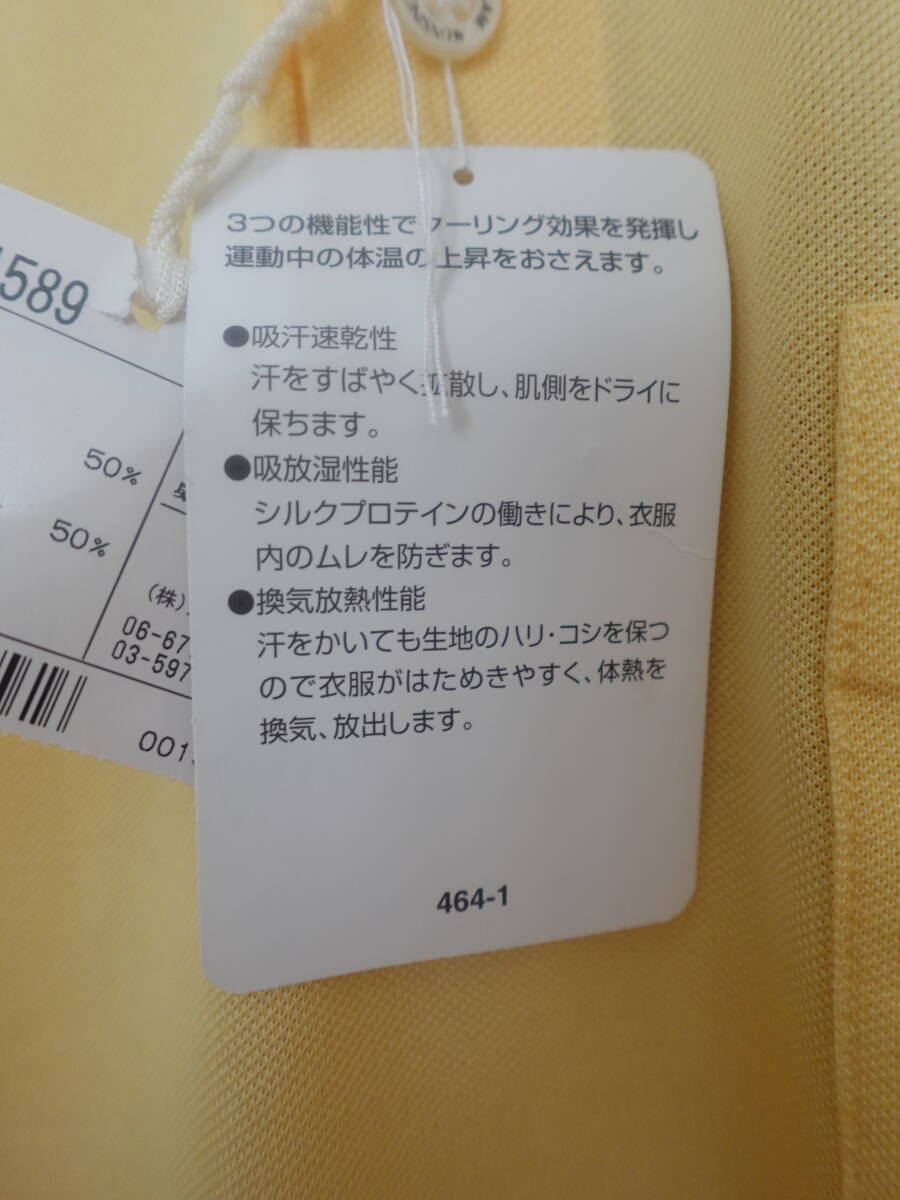 3つの機能性でクーリング効果を発揮し
運動中の体温の上昇をおさえます。
●吸汗速乾性
汗をすばやく拡散し、肌側をドライに
保ちます。
●吸放湿性能
シルクプロテインの働きにより、衣服
内のムレを防ぎます。
●換気放熱性能
汗をかいても生地のハリ・コシを保つ
ので衣服がはためきやすく、体熱を
換気、放出します。
464-1
589
50%
50%
(株)
06-67
03-597
001